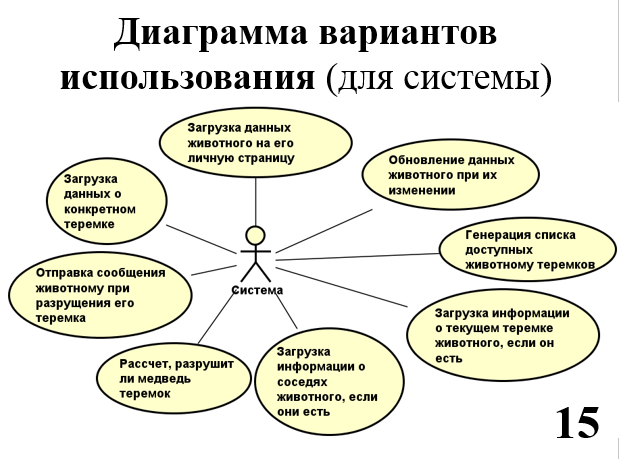 Диаграмма вариантов
использования (для системы)
Загрузка данных
животного на его
личную страницу
Обновление данных
животного при их
изменении
Загрузка
данных о
конкретном
теремке
Генерация списка
доступных
животному теремков
Отправка сообщения
животному при
разрущения его
теремка
Система
Загрузка информации
о текущем теремке
животного, если он
есть
Рассчет, разрушит
ли медведь
теремок
Загрузка
информации о
соседях
животного, если
они есть
15